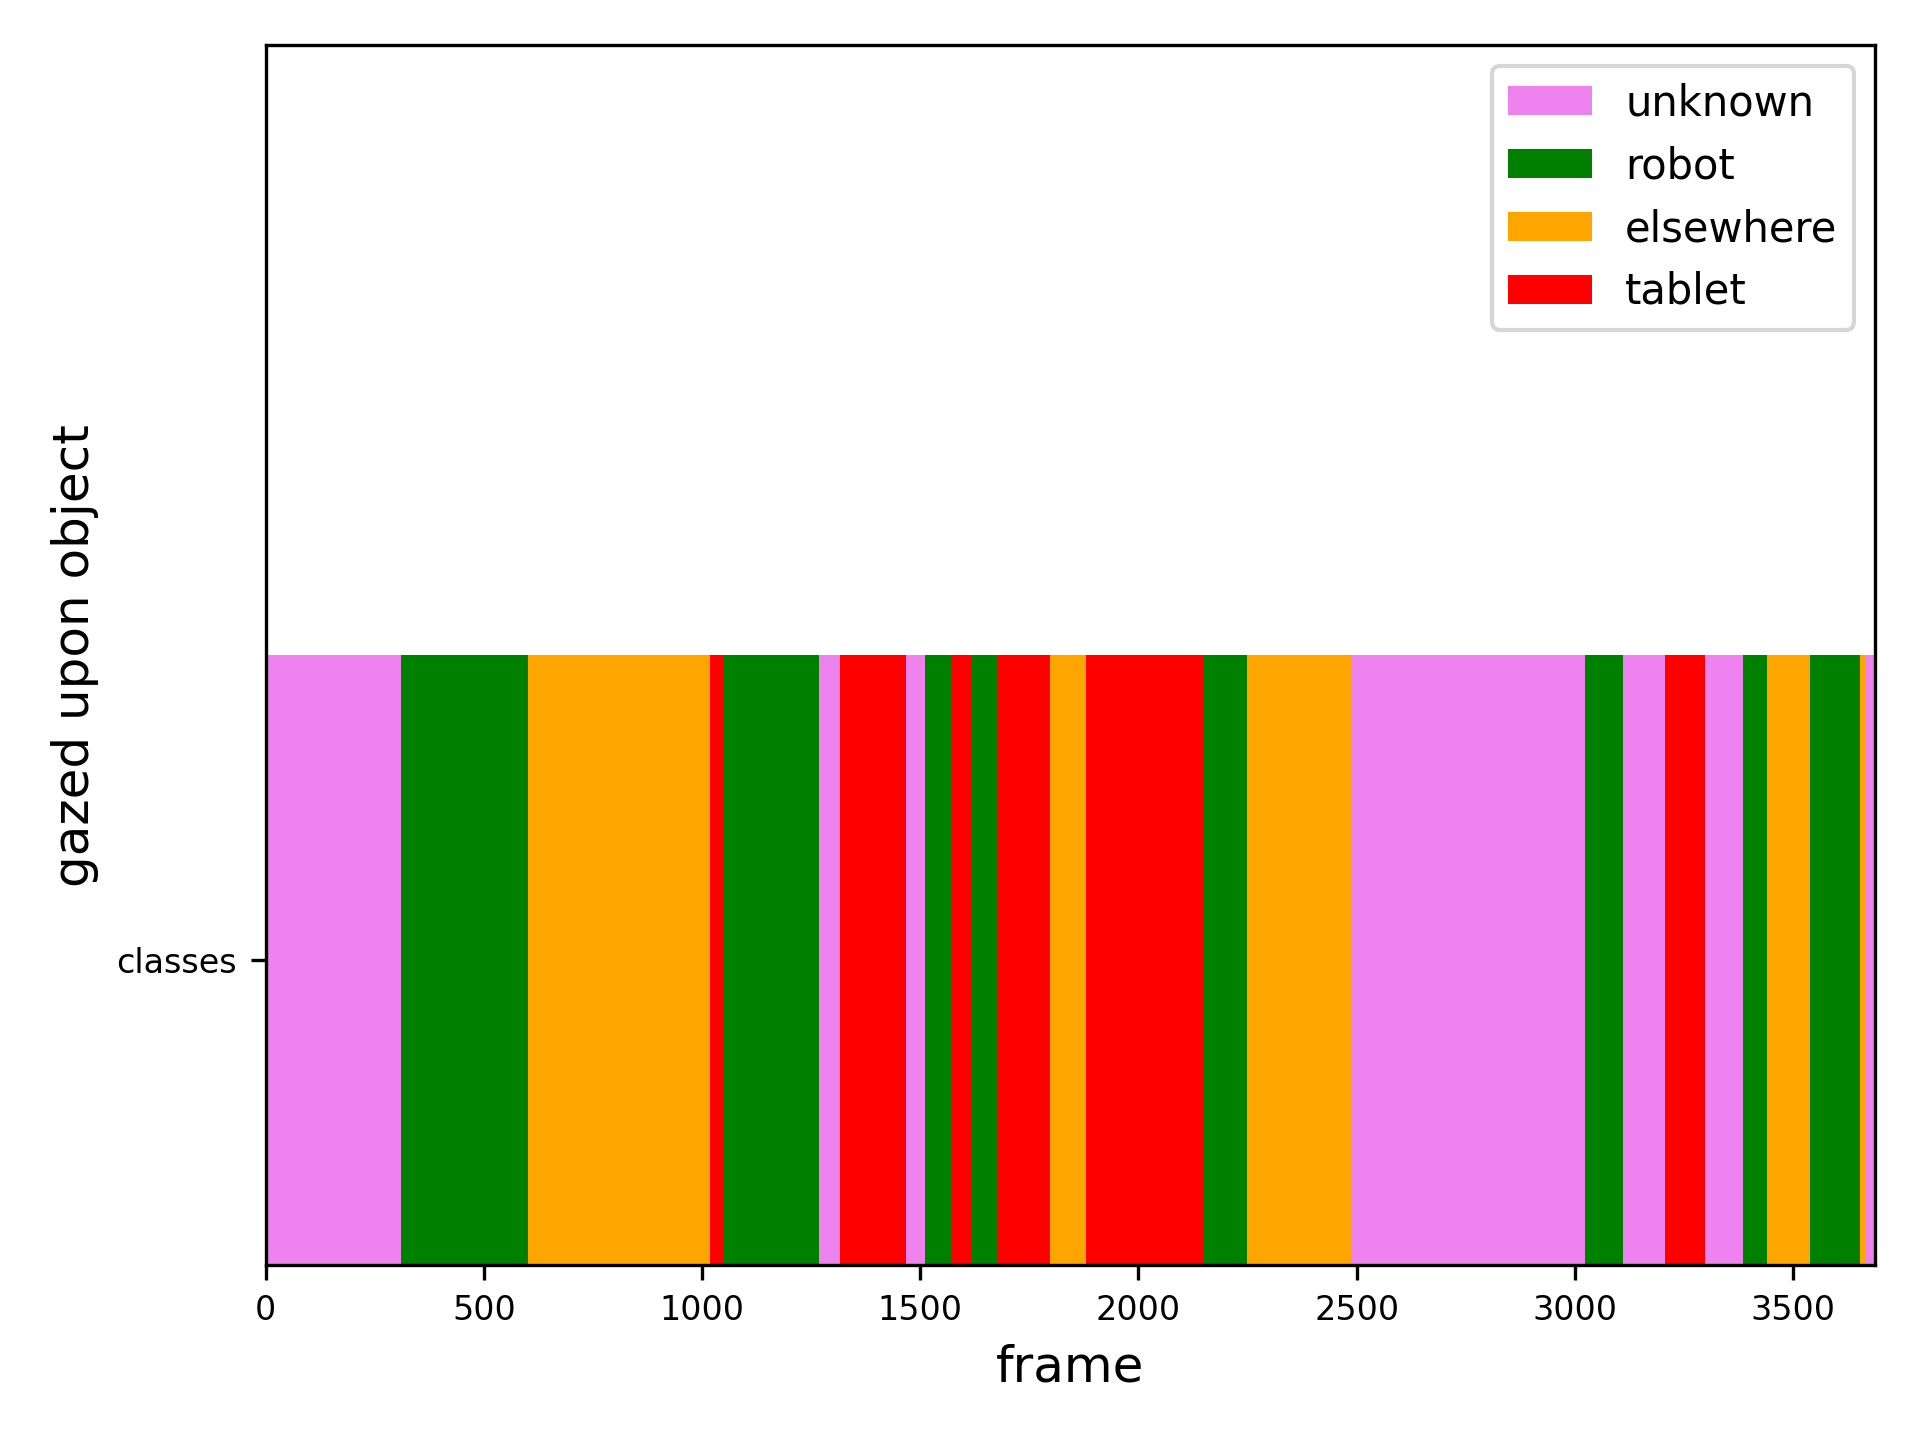 unknown
robot
elsewhere
tablet
gazed upon object
classes
0 500 1000 1500 2000 2500 3000 3500
frame